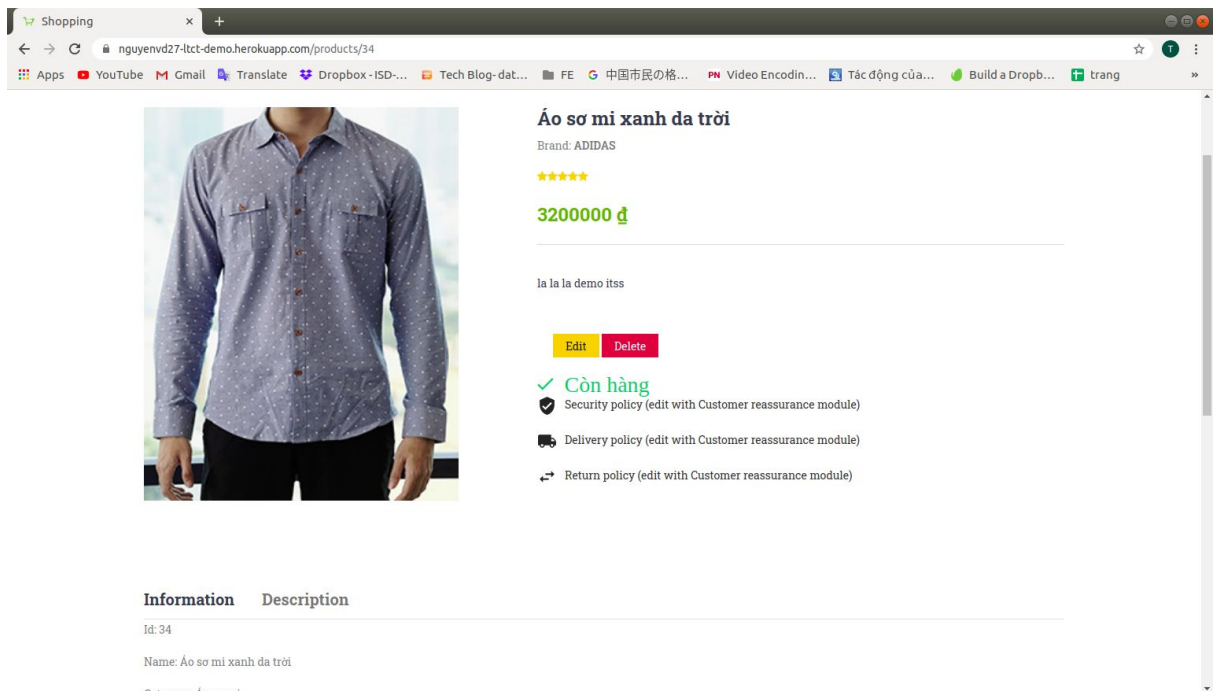 Shopping
nguyenvd27-ltct-demo.herokuapp.com/products/34
T
Apps YouTube Gmail Translate Dropbox - ISD-... Tech Blog- dat... FE 中国市民の格... PN Video Encodin... Tác động của... Build a Dropb... trang »
Áo sơ mi xanh da trời
Brand: ADIDAS
3200000 ₫
la la la demo itss
Edit Delete
Còn hàng
Security policy (edit with Customer reassurance module)
Delivery policy (edit with Customer reassurance module)
Return policy (edit with Customer reassurance module)
Information Description
Id: 34
Name: Áo sơ mi xanh da trời